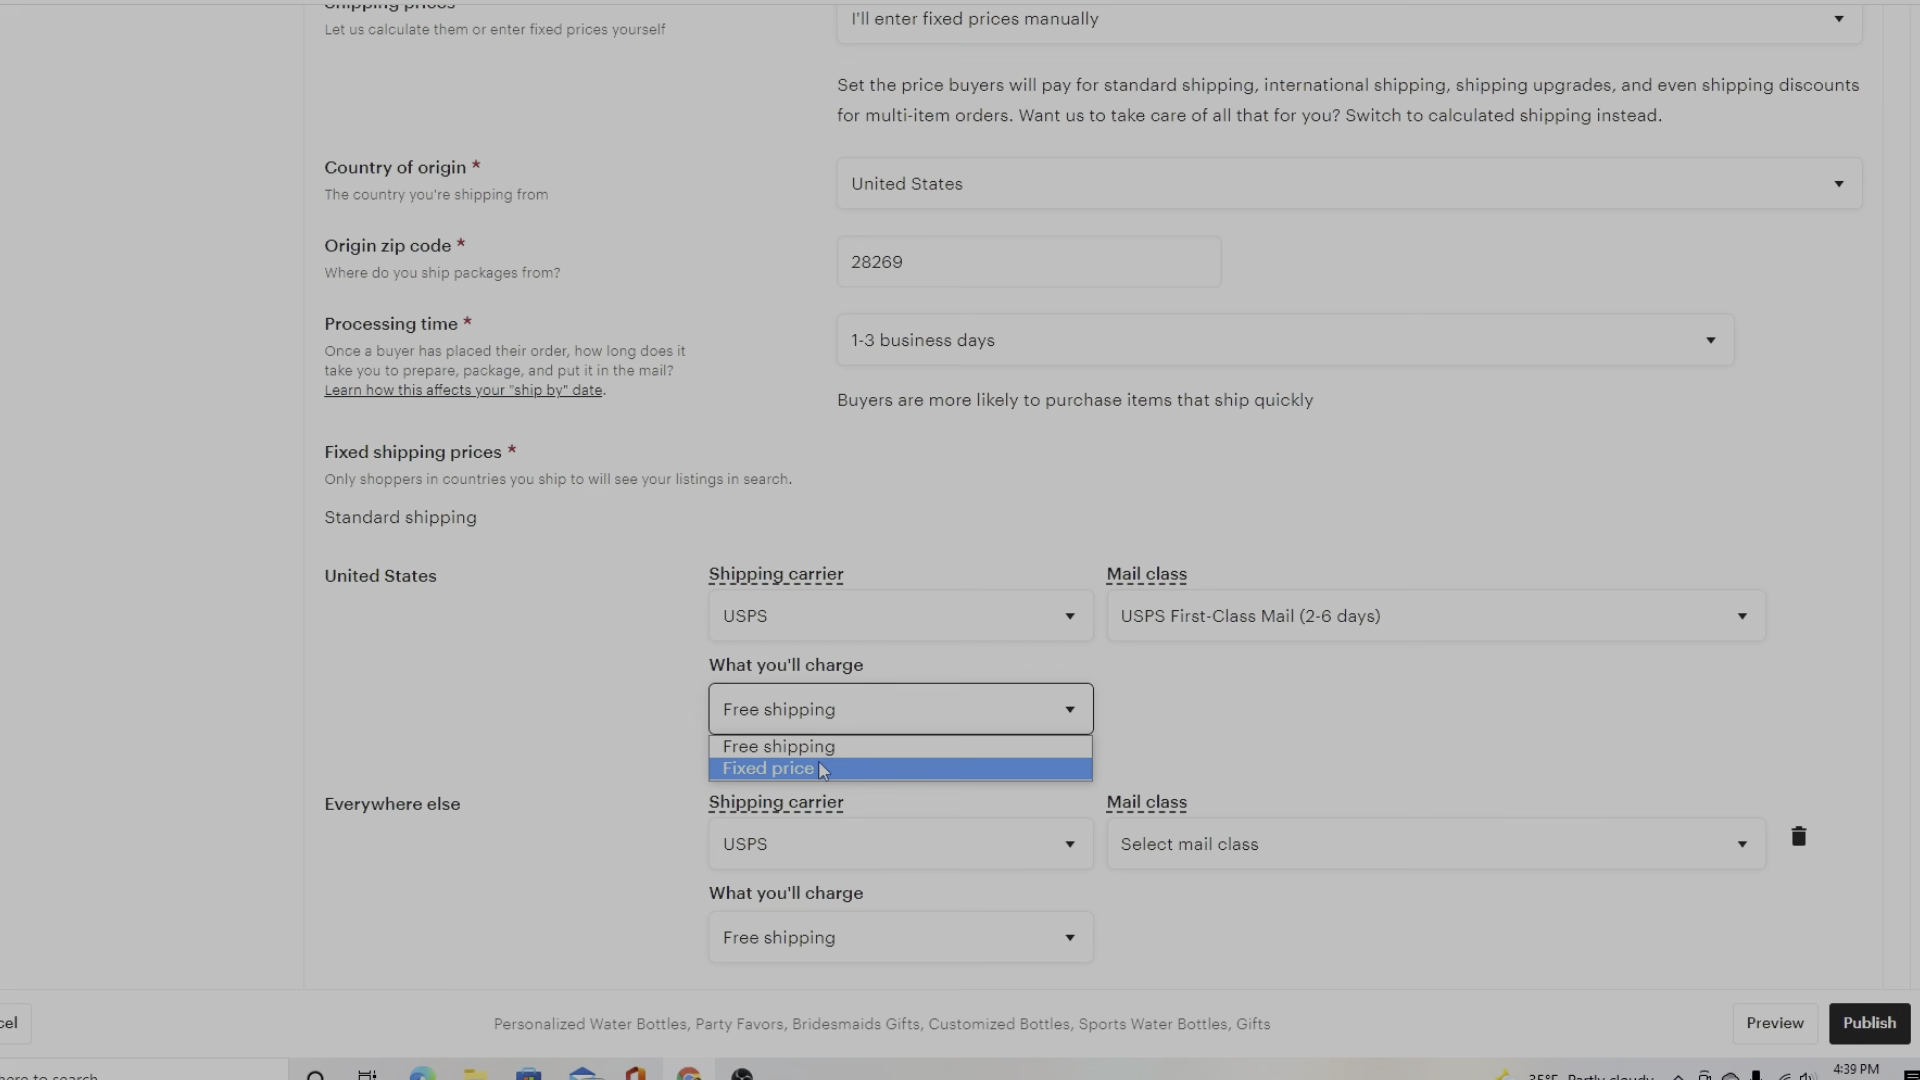 Shipping prices
I'll enter fixed prices manually
Let us calculate them or enter fixed prices yourself
Set the price buyers will pay for standard shipping, international shipping, shipping upgrades, and even shipping discounts
for multi-item orders. Want us to take care of all that for you? Switch to calculated shipping instead.
Country of origin *
The country you're shipping from
United States
Origin zip code *
Where do you ship packages from?
28269
Processing time *
Once a buyer has placed their order, how long does it
take you to prepare, package, and put it in the mail?
Learn how this affects your "ship by" date.
1-3 business days
Buyers are more likely to purchase items that ship quickly
Fixed shipping prices *
Only shoppers in countries you ship to will see your listings in search.
Standard shipping
United States
Shipping carrier
Mail class
USPS
USPS First-Class Mail (2-6 days)
What you'll charge
Free shipping
Free shipping
Fixed price
Everywhere else
Shipping carrier
Mail class
USPS
Select mail class
What you'll charge
Free shipping
cel
Personalized Water Bottles, Party Favors, Bridesmaids Gifts, Customized Bottles, Sports Water Bottles, Gifts
Preview
Publish
here to search
35°F Partly cloudy
4:39 PM